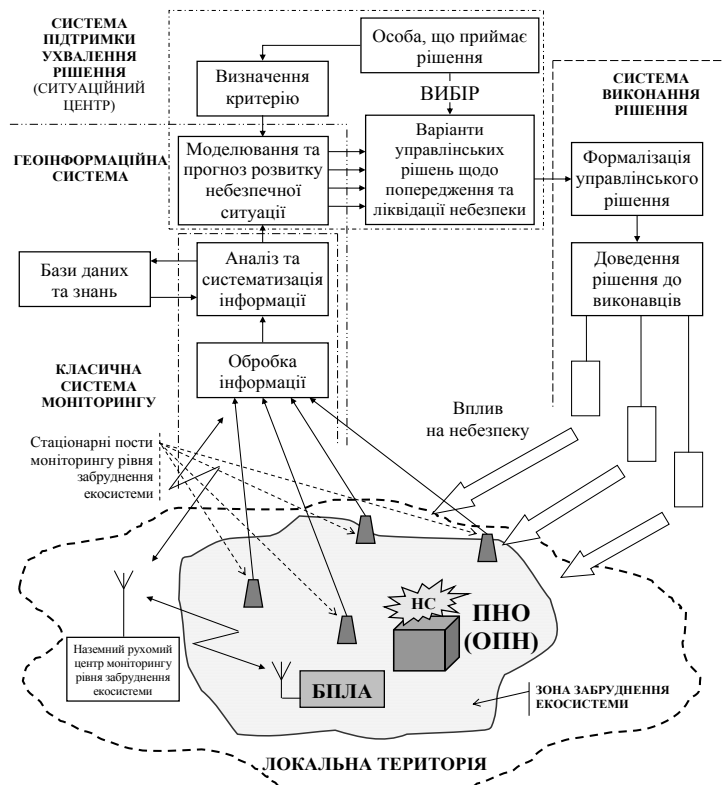 СИСТЕМА
ПІДТРИМКИ
УХВАЛЕННЯ
РІШЕННЯ
(СИТУАЦІЙНИЙ
ЦЕНТР)
Особа, що приймає
рішення
Визначення
критерію
ВИБІР
СИСТЕМА
ВИКОНАННЯ
РІШЕННЯ
ГЕОІНФОРМАЦІЙНА
СИСТЕМА
Моделювання та
прогноз розвитку
небезпечної
ситуації
Варіанти
управлінських
рішень щодо
попередження та
ліквідації небезпеки
Формалізація
управлінського
рішення
Бази даних
та знань
Аналіз та
систематизація
інформації
Доведення
рішення до
виконавців
КЛАСИЧНА
СИСТЕМА
МОНІТОРИНГУ
Обробка
інформації
Вплив
на небезпеку
Стаціонарні пости
моніторингу рівня
забруднення
екосистеми
НС
ПНО
(ОПН)
Наземний рухомий
центр моніторингу
рівня забруднення
екосистеми
БПЛА
ЗОНА ЗАБРУДНЕННЯ
ЕКОСИСТЕМИ
ЛОКАЛЬНА ТЕРИТОРІЯ